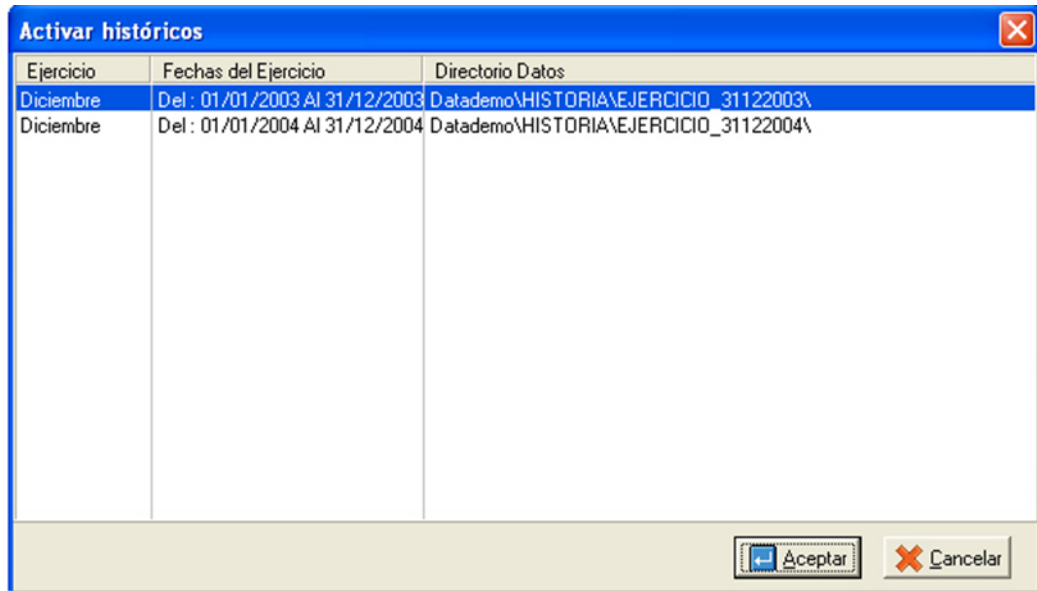 Activar históricos
Ejercicio Fechas del Ejercicio Directorio Datos
Diciembre Del : 01/01/2003 Al 31/12/2003 Datademo\HISTORIA\EJERCICIO_31122003\
Diciembre Del : 01/01/2004 Al 31/12/2004 Datademo\HISTORIA\EJERCICIO_31122004\
Aceptar Cancelar